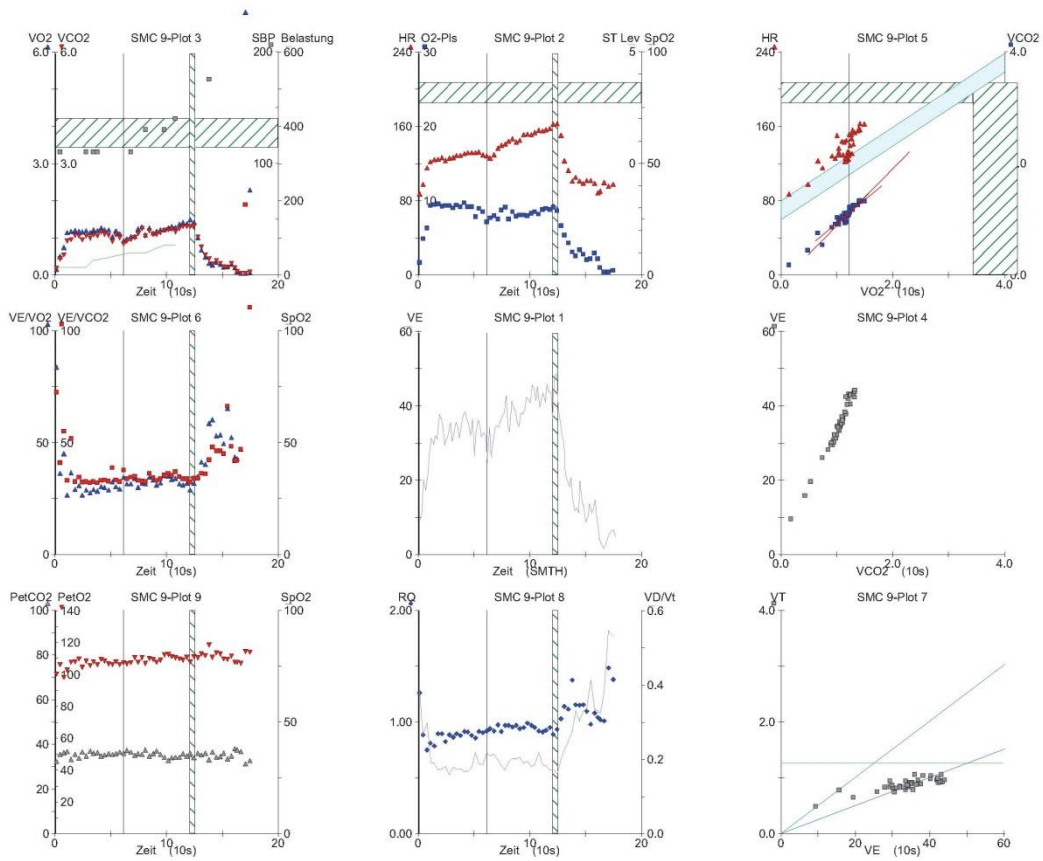 VO2 VCO2 SMC 9-Plot 3 SBP Belastung
6.0 6.0 200 600
400
3.0 3.0 100
200
0.0 0
0 10 20
Zeit (10s)
HR O2-Pls SMC 9-Plot 2 ST Lev SpO2
240 30 5 100
160 20
0 50
80 10
0 0
0 10 20
Zeit (10s)
HR SMC 9-Plot 5 VCO2
240 4.0
160
80
0 0.0
0.0 2.0 4.0
VO2 (10s)
VE/VO2 VE/VCO2 SMC 9-Plot 6 SpO2
100 100 100
50 50 50
0 0
0 10 20
Zeit (10s)
VE SMC 9-Plot 1
60
40
20
0
0 10 20
Zeit (SMTH)
VE SMC 9-Plot 4
60
40
20
0
0.0 2.0 4.0
VCO2 (10s)
PetCO2 PetO2 SMC 9-Plot 9 SpO2
100 140 100
120
80
100
60 80
50
60
40
40
20 20
0 0
0 10 20
Zeit (10s)
RQ SMC 9-Plot 8 VD/Vt
2.00 0.6
0.4
1.00
0.2
0.00 0.0
0 10 20
Zeit (10s)
VT SMC 9-Plot 7
4.0
2.0
0.0
0 20 40 60
VE (10s)